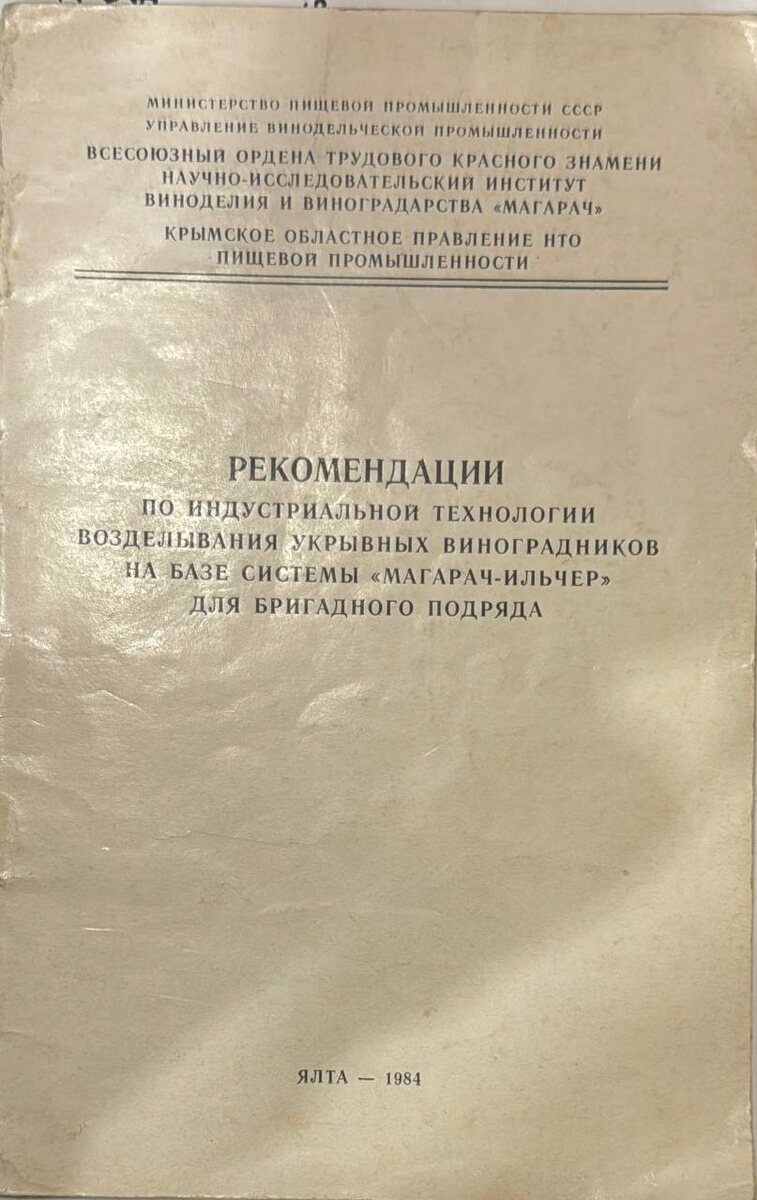 МИНИСТЕРСТВО ПИЩЕВОЙ ПРОМЫШЛЕННОСТИ СССР
УПРАВЛЕНИЕ ВИНОДЕЛЬЧЕСКОЙ ПРОМЫШЛЕННОСТИ
ВСЕСОЮЗНЫЙ ОРДЕНА ТРУДОВОГО КРАСНОГО ЗНАМЕНИ
НАУЧНО-ИССЛЕДОВАТЕЛЬСКИЙ ИНСТИТУТ
ВИНОДЕЛИЯ И ВИНОГРАДАРСТВА «МАГАРАЧ»
КРЫМСКОЕ ОБЛАСТНОЕ ПРАВЛЕНИЕ НТО
ПИЩЕВОЙ ПРОМЫШЛЕННОСТИ
РЕКОМЕНДАЦИИ
ПО ИНДУСТРИАЛЬНОЙ ТЕХНОЛОГИИ
ВОЗДЕЛЫВАНИЯ УКРЫВНЫХ ВИНОГРАДНИКОВ
НА БАЗЕ СИСТЕМЫ «МАГАРАЧ-ИЛЬЧЕР»
ДЛЯ БРИГАДНОГО ПОДРЯДА
ЯЛТА — 1984